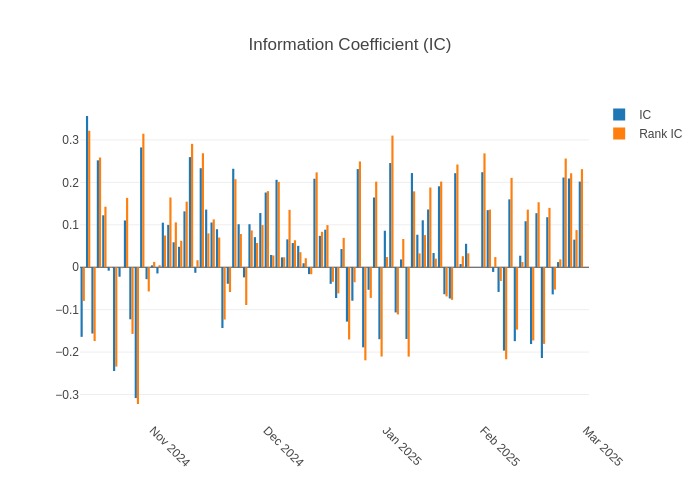 Information Coefficient (IC)
IC
Rank IC
0.3
0.2
0.1
0
−0.1
−0.2
−0.3
Nov 2024
Dec 2024
Jan 2025
Feb 2025
Mar 2025